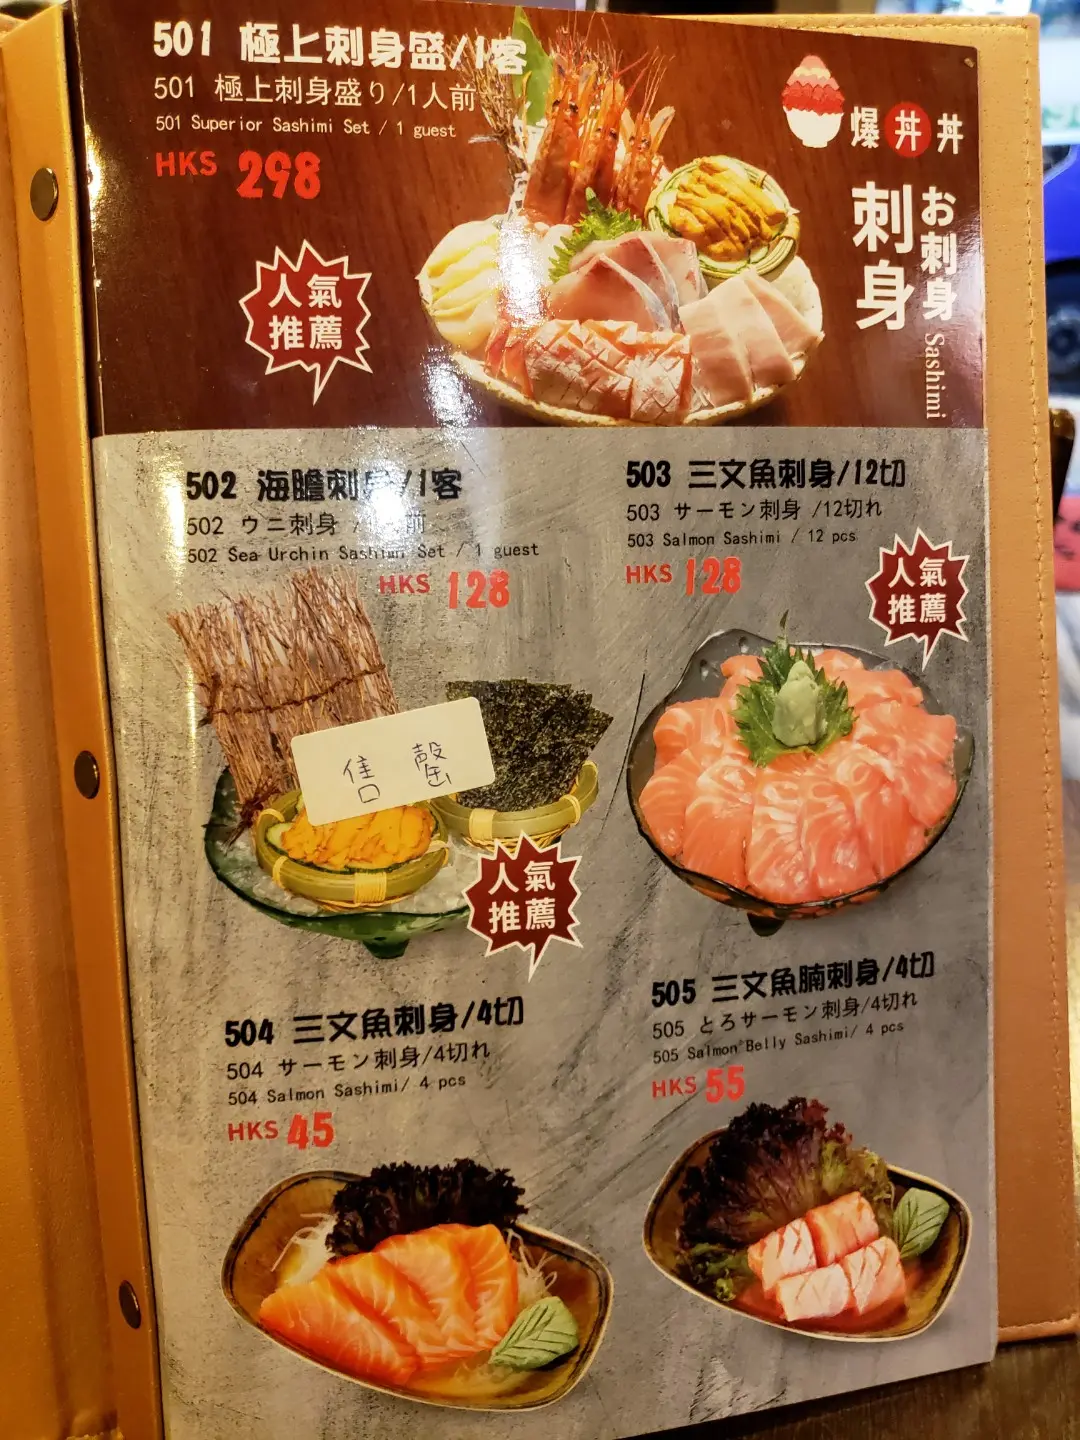 501 極上刺身盛/1客
501 極上刺身盛り/1人前
501 Superior Sashimi Set / 1 guest
HK$ 298
人氣
推薦
爆丼丼
刺身
お刺身
Sashimi
502 海膽刺身/1客
502 ウニ刺身 / 前
502 Sea Urchin Sashimi Set / 1 guest
HK$ 128
503 三文魚刺身/12切
503 サーモン刺身 /12切れ
503 Salmon Sashimi / 12 pcs
HK$ 128
人氣
推薦
售 罄
人氣
推薦
504 三文魚刺身/4切
504 サーモン刺身/4切れ
504 Salmon Sashimi/ 4 pcs
HK$ 45
505 三文魚腩刺身/4切
505 とろサーモン刺身/4切れ
505 Salmon Belly Sashimi/ 4 pcs
HK$ 55